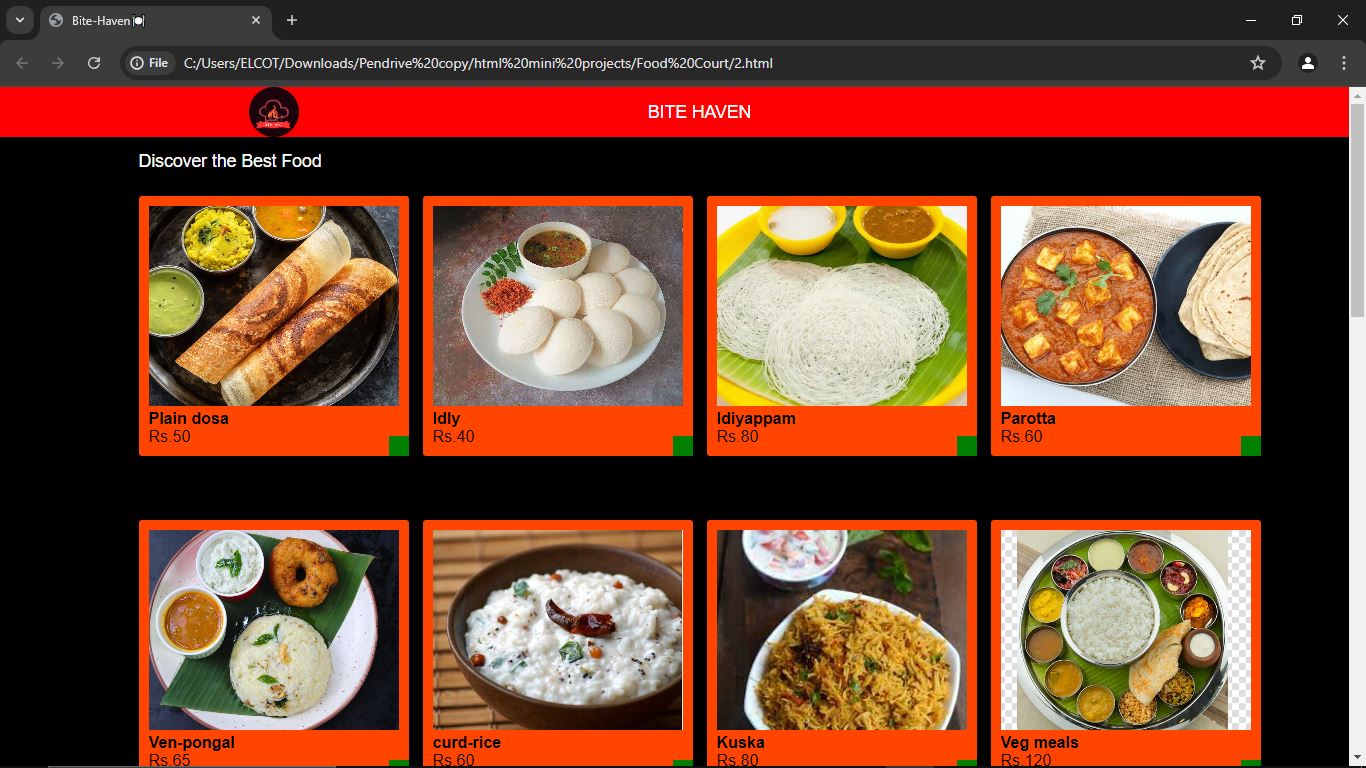 Bite-Haven🍽️
File
C:/Users/ELCOT/Downloads/Pendrive%20copy/html%20mini%20projects/Food%20Court/2.html
BITE HAVEN
Discover the Best Food
Plain dosa
Rs.50
Idly
Rs.40
Idiyappam
Rs.80
Parotta
Rs.60
Ven-pongal
Rs.65
curd-rice
Rs.60
Kuska
Rs.80
Veg meals
Rs.120